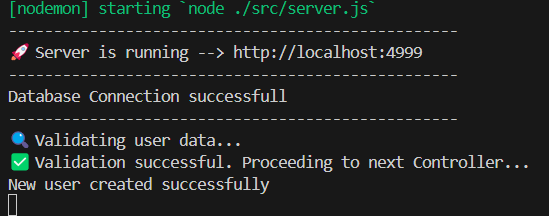 [nodemon] starting `node ./src/server.js`
--------------------------------------------------
🚀 Server is running --> http://localhost:4999
--------------------------------------------------
Database Connection successfull
--------------------------------------------------
🔍 Validating user data...
✅ Validation successful. Proceeding to next Controller...
New user created successfully